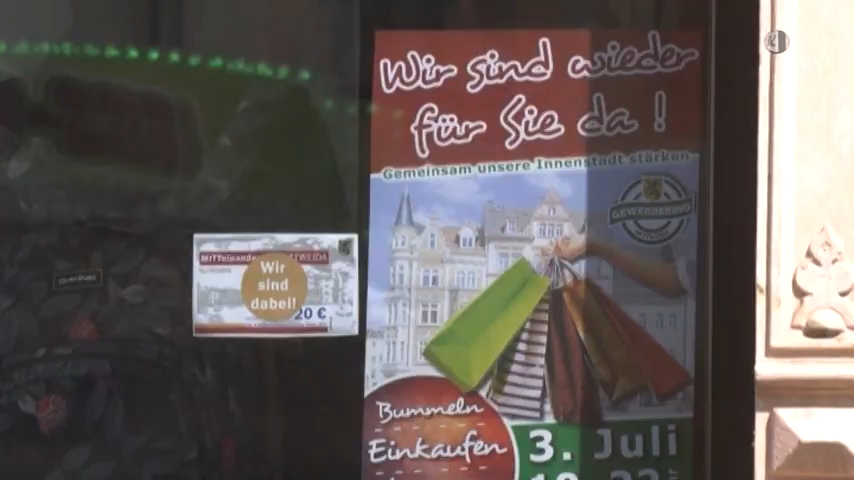 Wir sind wieder
für Sie da !
Gemeinsam unsere Innenstadt stärken
GEWERBERING
Wir
sind
dabei!
20 €
Bummeln
Einkaufen
3. Juli